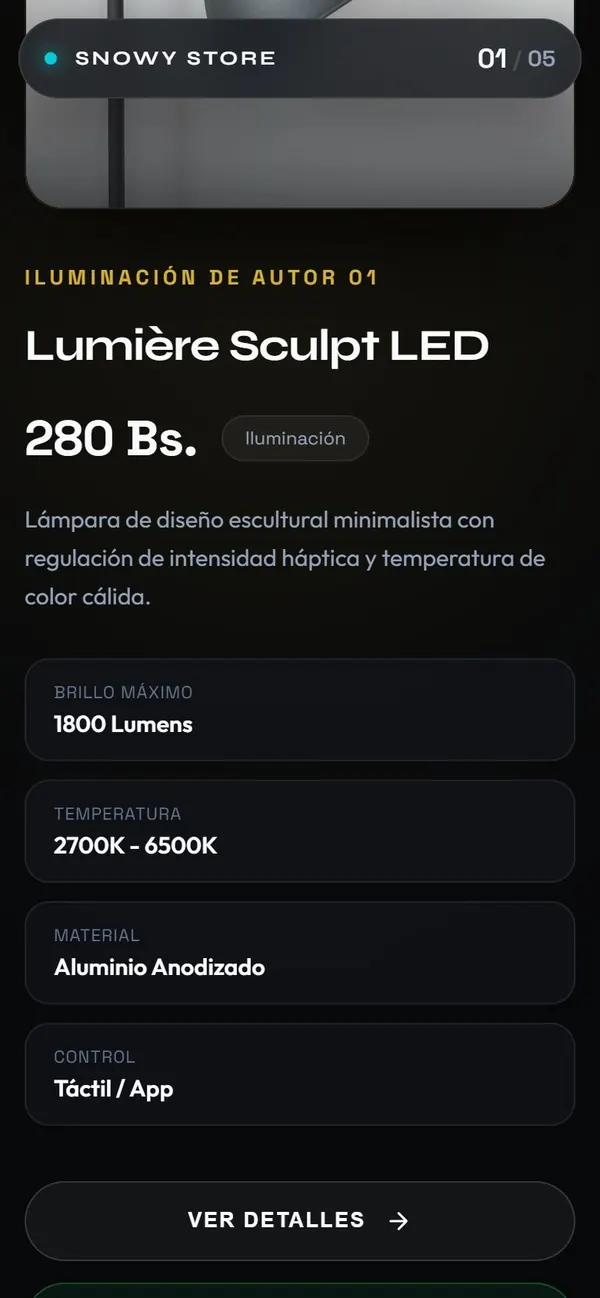 SNOWY STORE
01 / 05
ILUMINACIÓN DE AUTOR 01
Lumière Sculpt LED
280 Bs.
Iluminación
Lámpara de diseño escultural minimalista con
regulación de intensidad háptica y temperatura de
color cálida.
BRILLO MÁXIMO
1800 Lumens
TEMPERATURA
2700K - 6500K
MATERIAL
Aluminio Anodizado
CONTROL
Táctil / App
VER DETALLES →